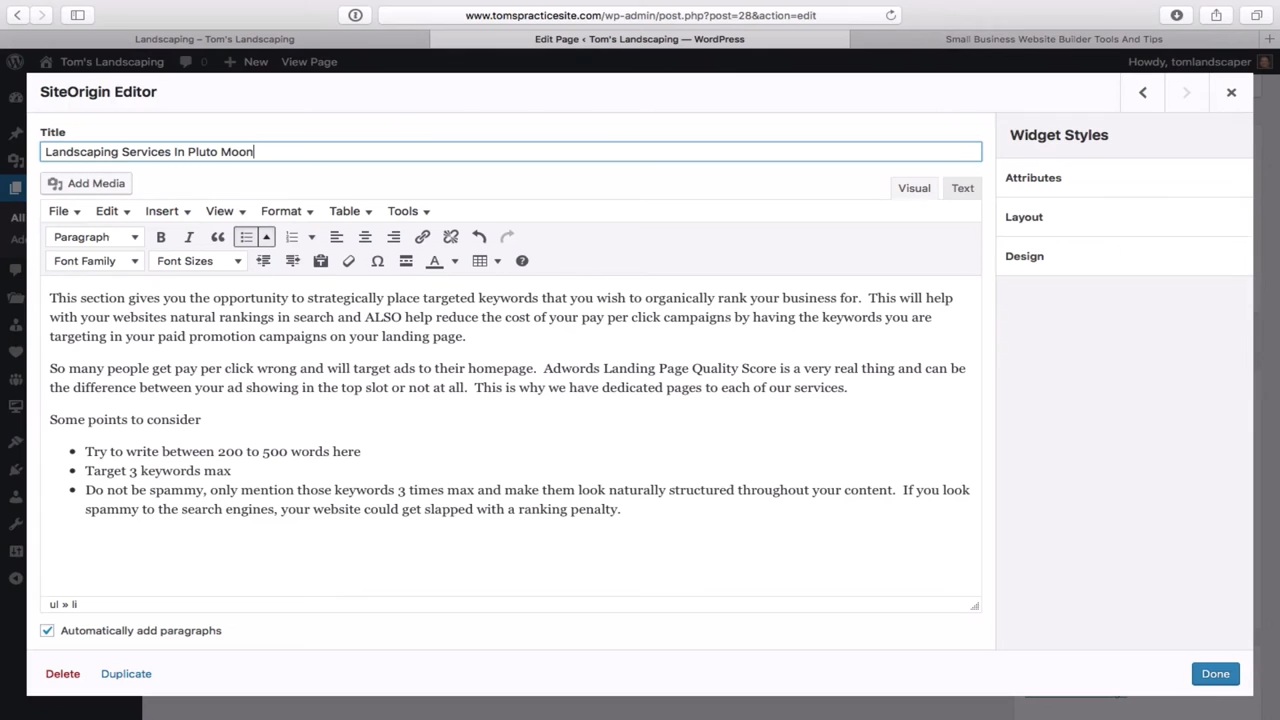 www.tomspracticesite.com/wp-admin/post.php?post=28&action=edit
Landscaping – Tom's Landscaping
Edit Page ‹ Tom's Landscaping — WordPress
Small Business Website Builder Tools And Tips
Tom's Landscaping
0
New
View Page
Howdy, tomlandscaper
SiteOrigin Editor
Title
Landscaping Services In Pluto Moon
Add Media
Visual
Text
File
Edit
Insert
View
Format
Table
Tools
Paragraph
Font Family
Font Sizes
This section gives you the opportunity to strategically place targeted keywords that you wish to organically rank your business for. This will help
with your websites natural rankings in search and ALSO help reduce the cost of your pay per click campaigns by having the keywords you are
targeting in your paid promotion campaigns on your landing page.
So many people get pay per click wrong and will target ads to their homepage. Adwords Landing Page Quality Score is a very real thing and can be
the difference between your ad showing in the top slot or not at all. This is why we have dedicated pages to each of our services.
Some points to consider
Try to write between 200 to 500 words here
Target 3 keywords max
Do not be spammy, only mention those keywords 3 times max and make them look naturally structured throughout your content. If you look
spammy to the search engines, your website could get slapped with a ranking penalty.
ul » li
Automatically add paragraphs
Delete
Duplicate
Done
Widget Styles
Attributes
Layout
Design
All